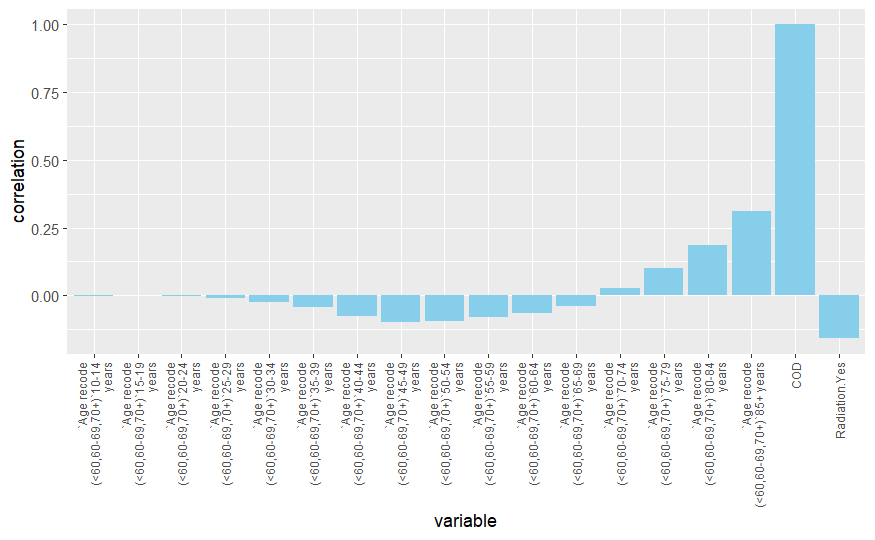 1.00
0.75
0.50
0.25
0.00
correlation
`Age recode
(<60,60-69,70+)`10-14
years
`Age recode
(<60,60-69,70+)`15-19
years
`Age recode
(<60,60-69,70+)`20-24
years
`Age recode
(<60,60-69,70+)`25-29
years
`Age recode
(<60,60-69,70+)`30-34
years
`Age recode
(<60,60-69,70+)`35-39
years
`Age recode
(<60,60-69,70+)`40-44
years
`Age recode
(<60,60-69,70+)`45-49
years
`Age recode
(<60,60-69,70+)`50-54
years
`Age recode
(<60,60-69,70+)`55-59
years
`Age recode
(<60,60-69,70+)`60-64
years
`Age recode
(<60,60-69,70+)`65-69
years
`Age recode
(<60,60-69,70+)`70-74
years
`Age recode
(<60,60-69,70+)`75-79
years
`Age recode
(<60,60-69,70+)`80-84
years
`Age recode
(<60,60-69,70+)`85+ years
COD
Radiation.Yes
variable